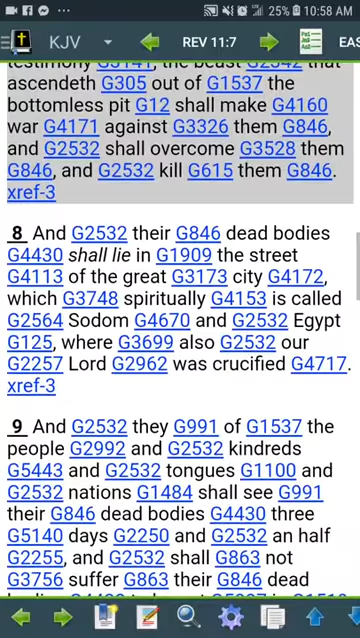 25% 10:58 AM
KJV REV 11:7 EAS
testimony G3141, the beast G2342 that
ascendeth G305 out of G1537 the
bottomless pit G12 shall make G4160
war G4171 against G3326 them G846,
and G2532 shall overcome G3528 them
G846, and G2532 kill G615 them G846.
xref-3
8 And G2532 their G846 dead bodies
G4430 shall lie in G1909 the street
G4113 of the great G3173 city G4172,
which G3748 spiritually G4153 is called
G2564 Sodom G4670 and G2532 Egypt
G125, where G3699 also G2532 our
G2257 Lord G2962 was crucified G4717.
xref-3
9 And G2532 they G991 of G1537 the
people G2992 and G2532 kindreds
G5443 and G2532 tongues G1100 and
G2532 nations G1484 shall see G991
their G846 dead bodies G4430 three
G5140 days G2250 and G2532 an half
G2255, and G2532 shall G863 not
G3756 suffer G863 their G846 dead